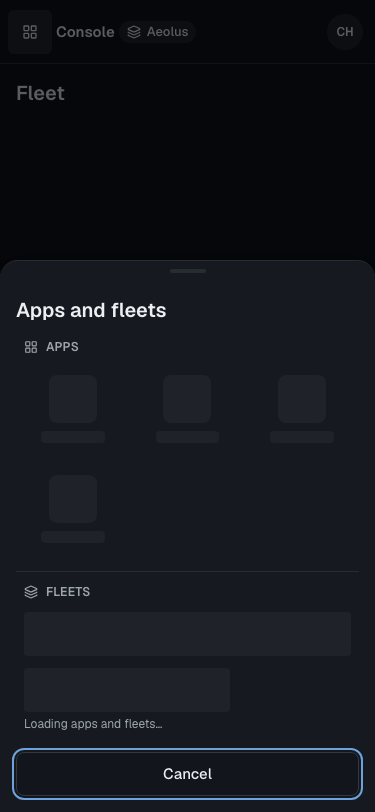 Console Aeolus CH
Fleet
Apps and fleets
APPS
FLEETS
Loading apps and fleets...
Cancel